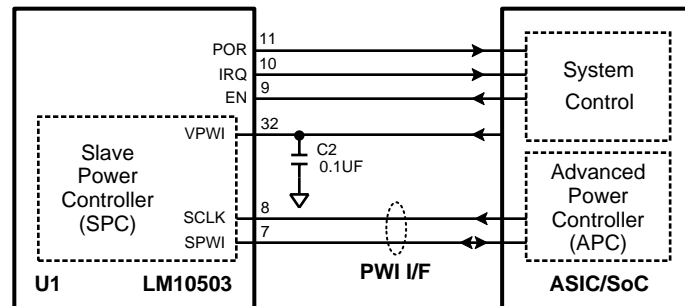 POR 11
IRQ 10
EN 9
VPWI 32
C2
0.1UF
Slave
Power
Controller
(SPC)
SCLK 8
SPWI 7
U1 LM10503
PWI I/F
System
Control
Advanced
Power
Controller
(APC)
ASIC/SoC